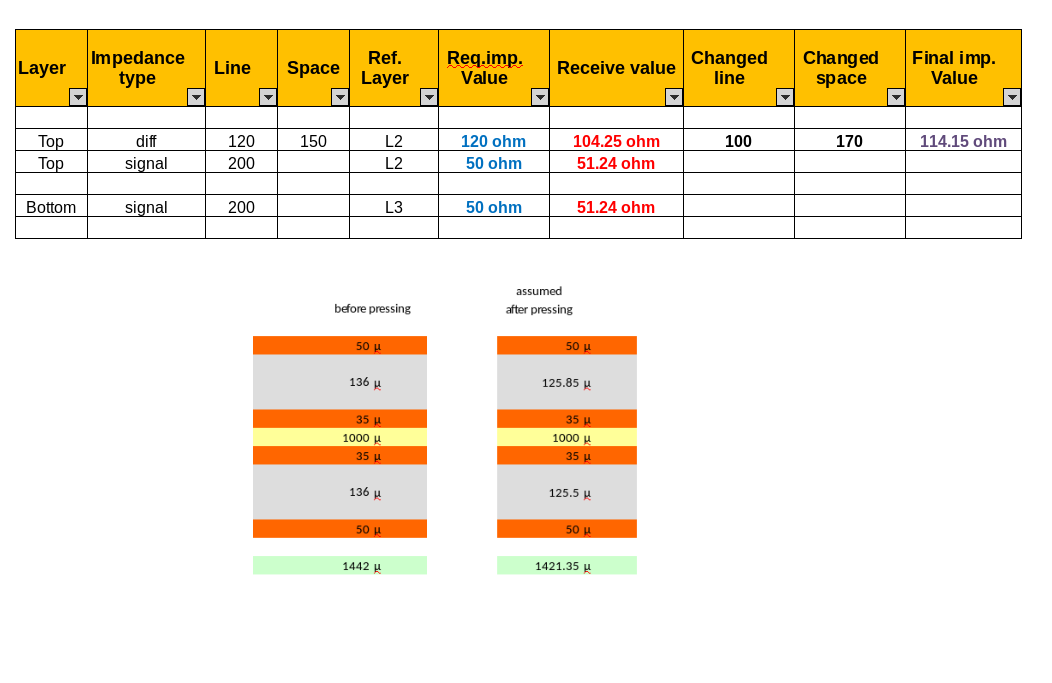 Layer Impedance type Line Space Ref. Layer Req.imp. Value Receive value Changed line Changed space Final imp. Value
Top diff 120 150 L2 120 ohm 104.25 ohm 100 170 114.15 ohm
Top signal 200 L2 50 ohm 51.24 ohm
Bottom signal 200 L3 50 ohm 51.24 ohm
assumed
before pressing after pressing
50 µ 50 µ
136 µ 125.85 µ
35 µ 35 µ
1000 µ 1000 µ
35 µ 35 µ
136 µ 125.5 µ
50 µ 50 µ
1442 µ 1421.35 µ